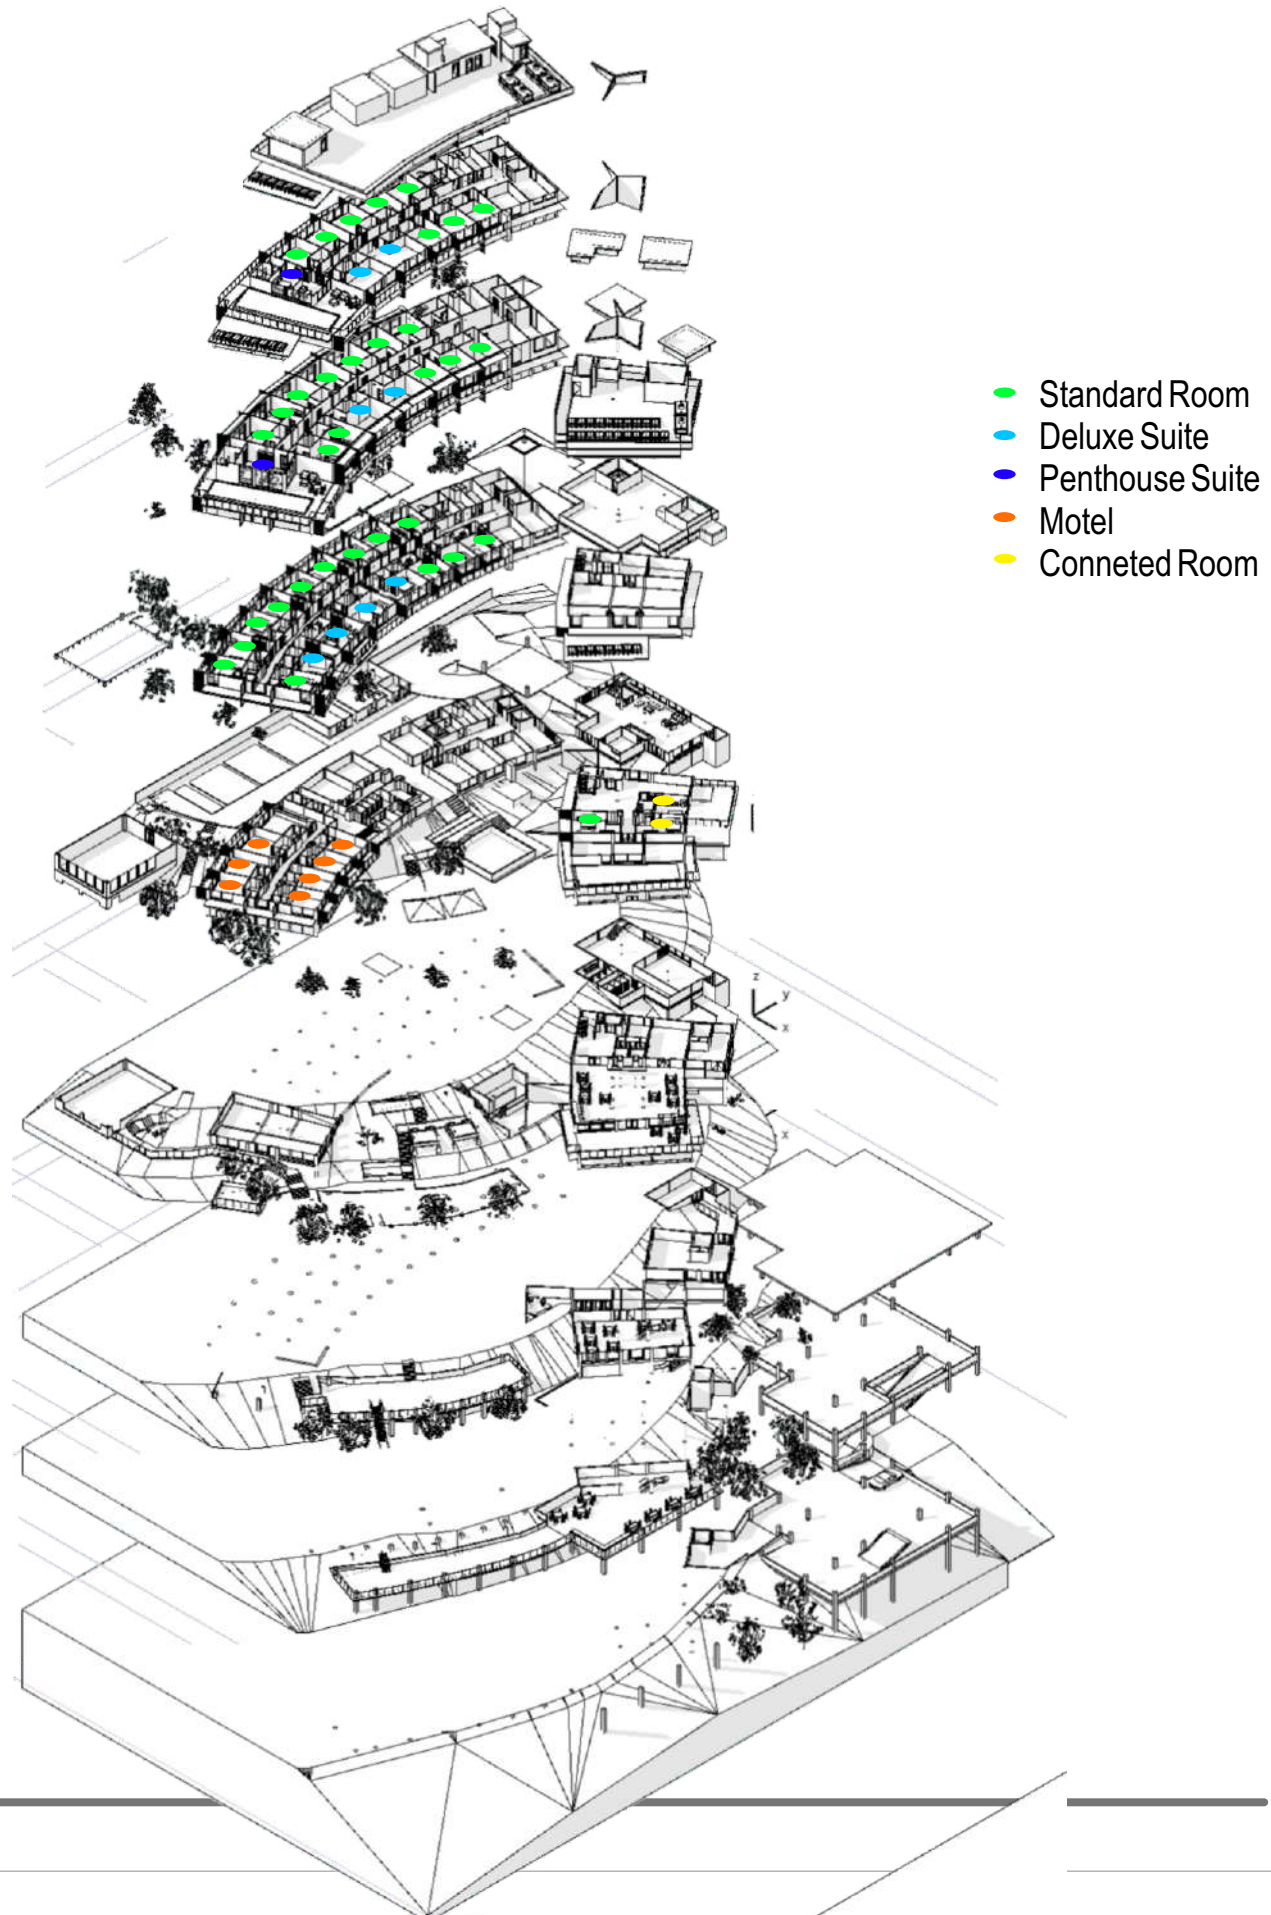 Standard Room
Deluxe Suite
Penthouse Suite
Motel
Conneted Room
z
y
x
x